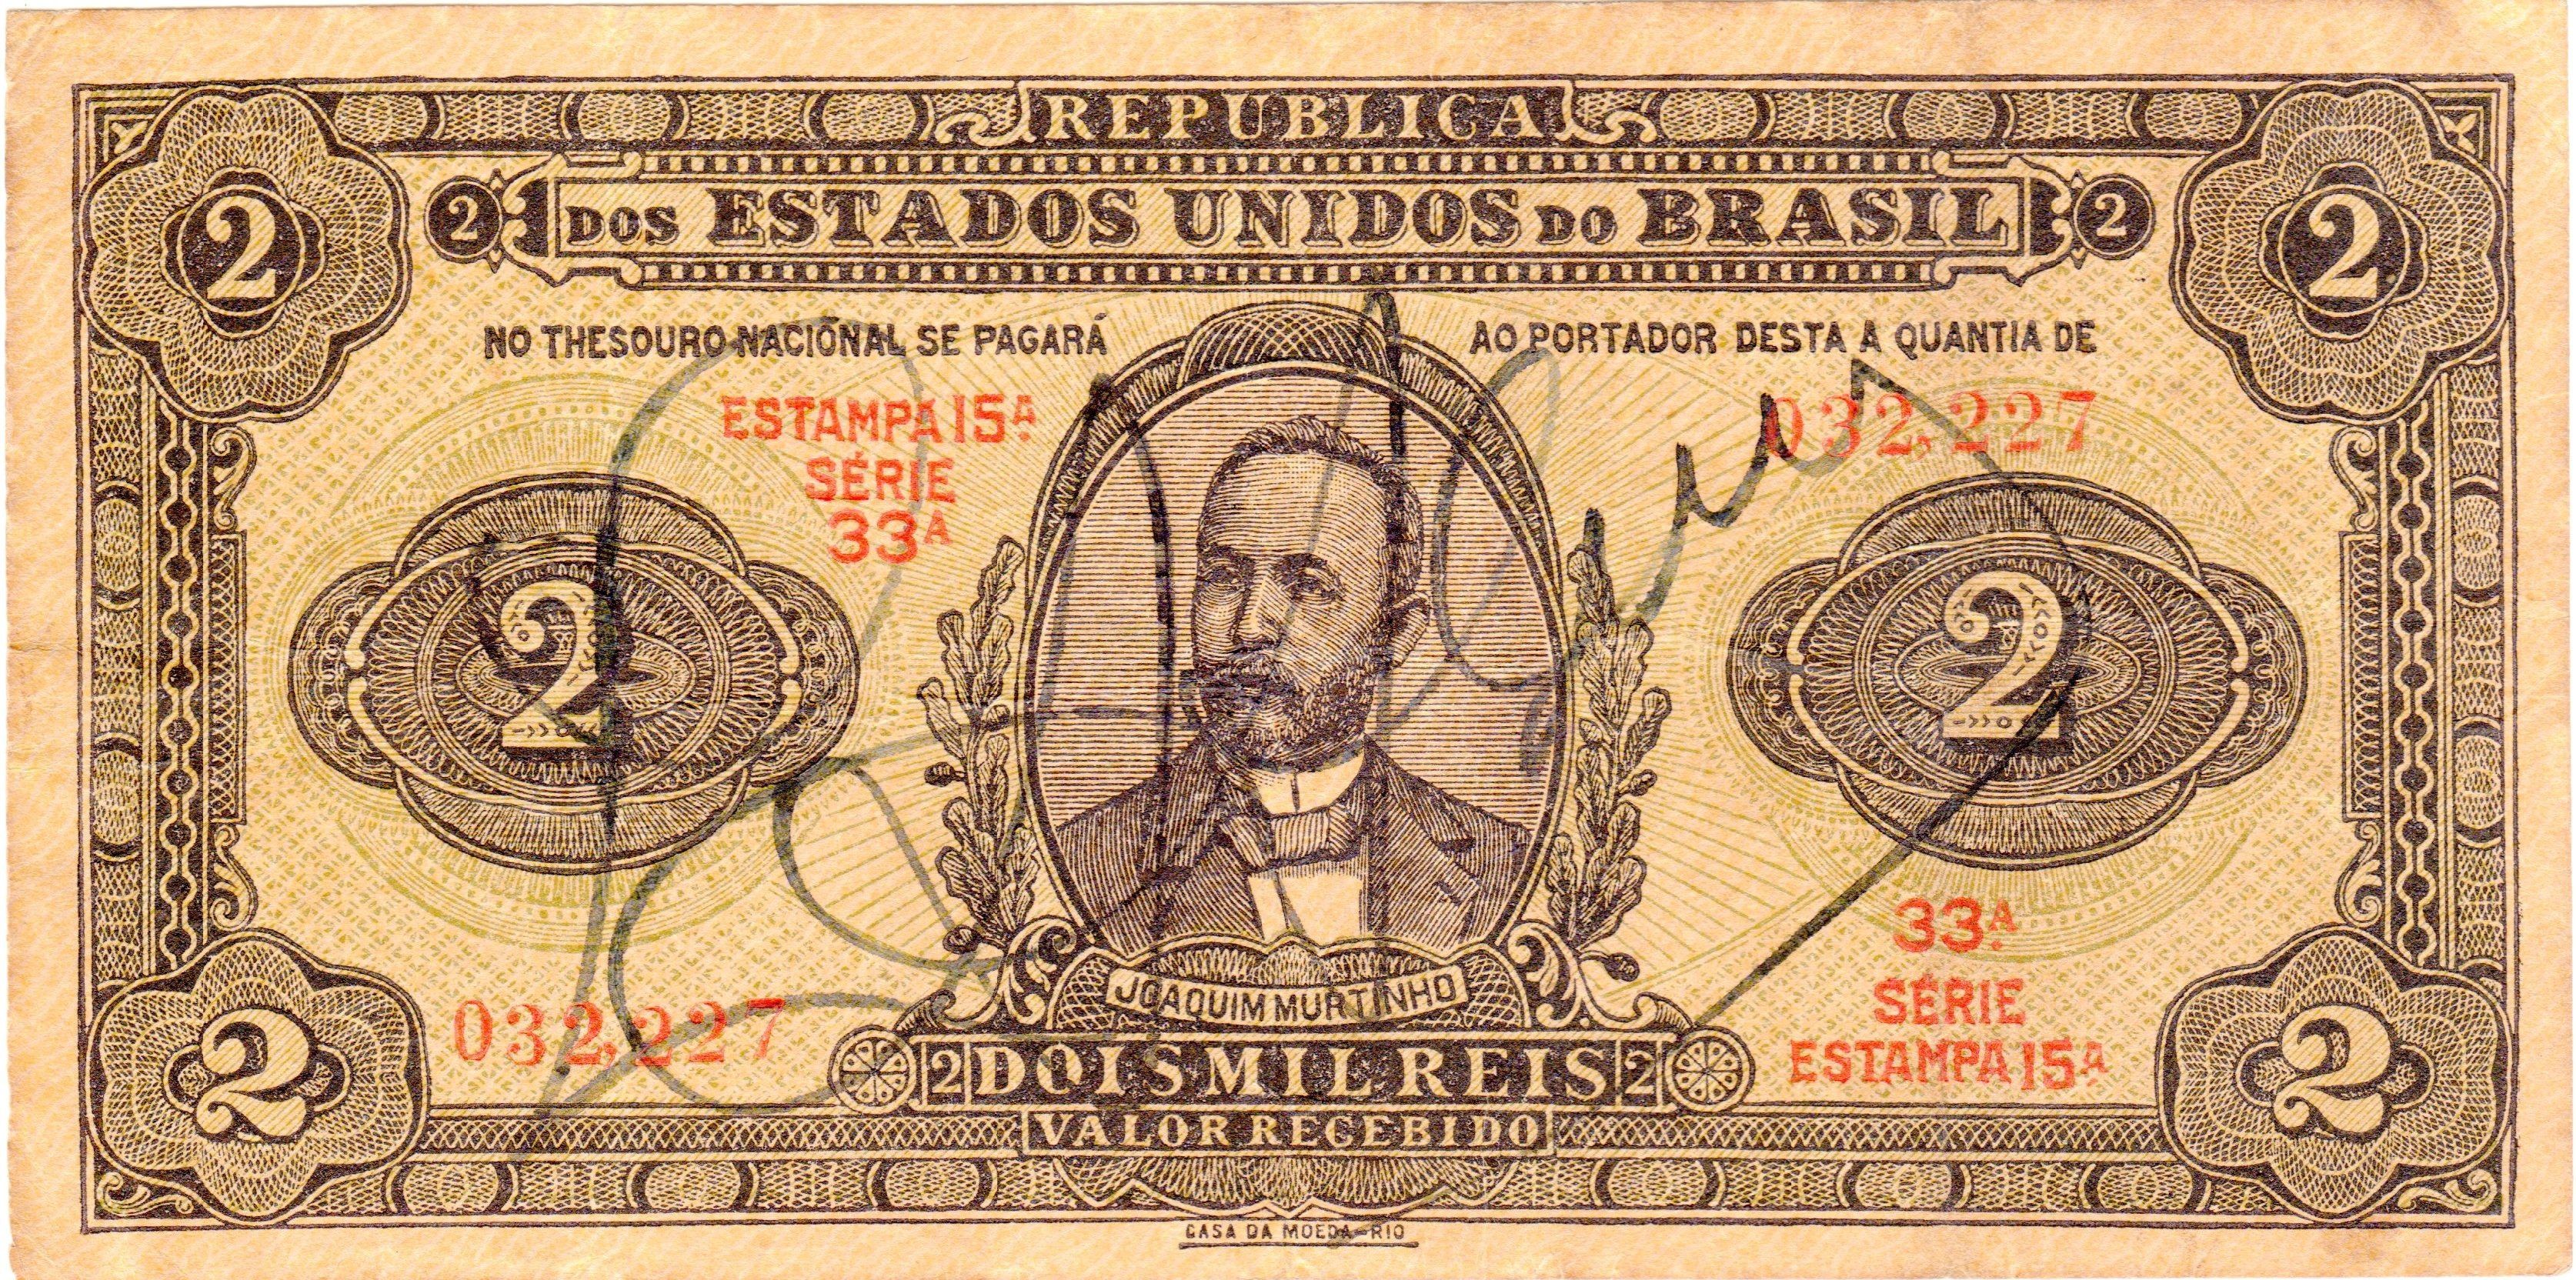 REPUBLICA
2 DOS ESTADOS UNIDOS DO BRASIL 2
2 2
NO THESOURO NACIONAL SE PAGARÁ AO PORTADOR DESTA A QUANTIA DE
ESTAMPA 15ª 032,227
SÉRIE
33ª
2 2
33ª
SÉRIE
JOAQUIM MURTINHO
032,227 ESTAMPA 15ª
2 DOIS MIL REIS 2
2 2
VALOR RECEBIDO
CASA DA MOEDA–RIO